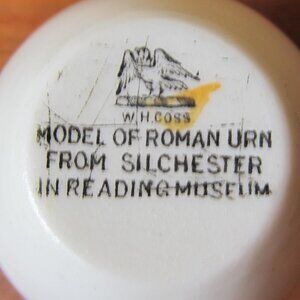 W.H.GOSS
MODEL OF ROMAN URN
FROM SILCHESTER
IN READING MUSEUM